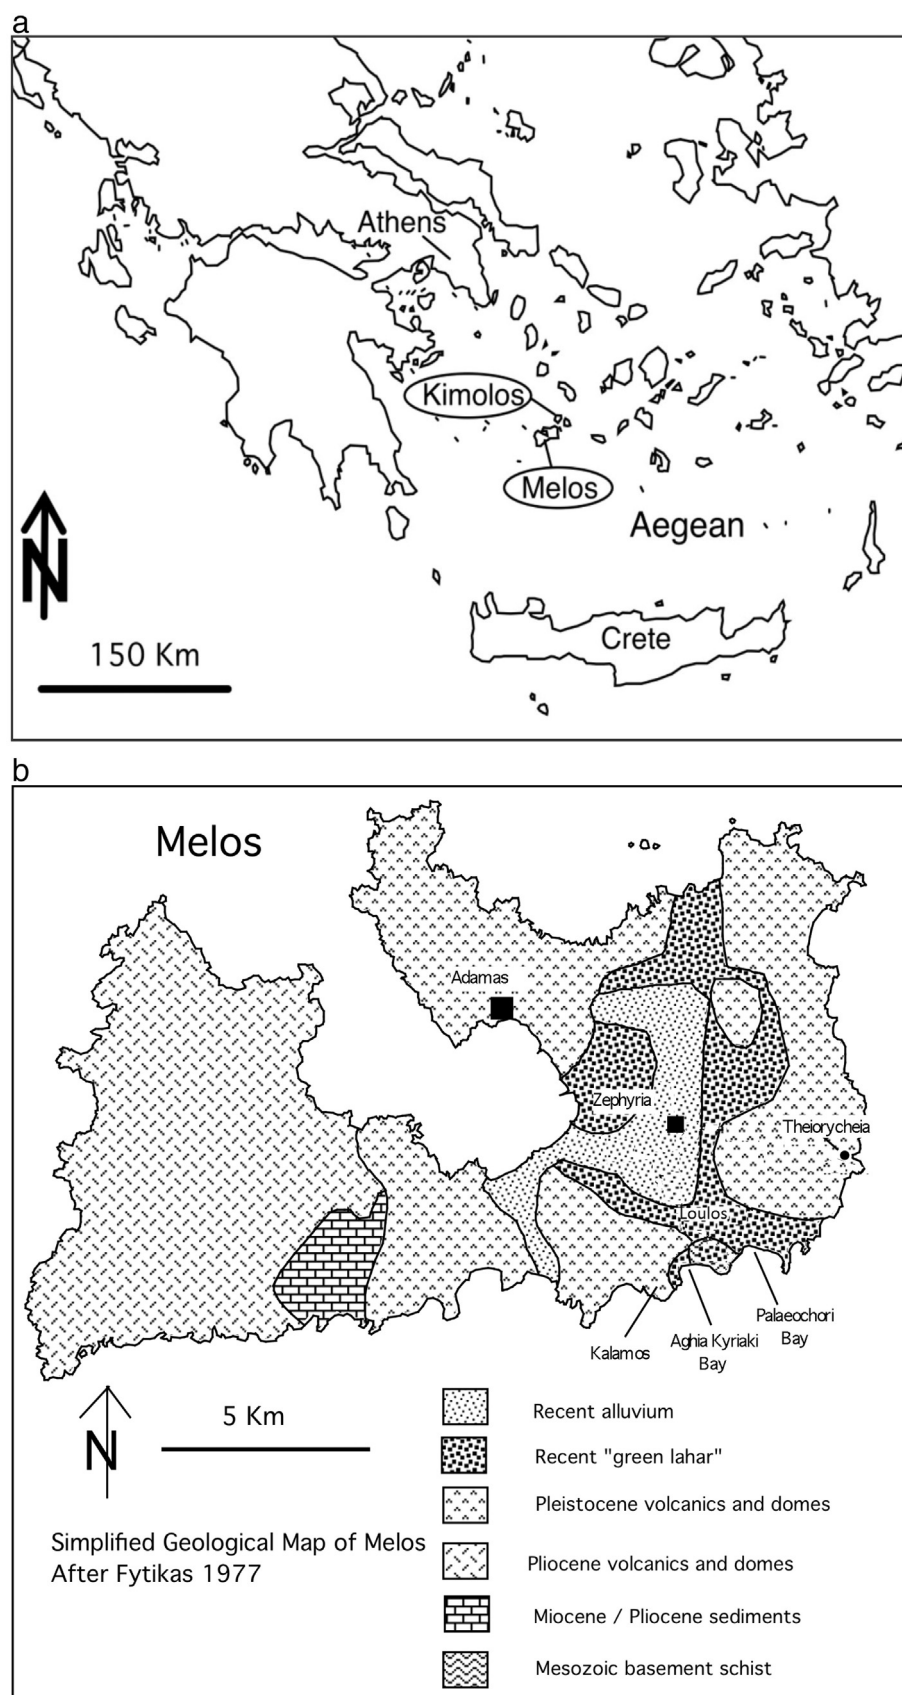 a
Athens
Kimolos
Melos
Aegean
N
150 Km
Crete
b
Melos
Adamas
Zephyria
Theiorycheia
Loulos
Palaeochori
Bay
Kalamos
Aghia Kyriaki
Bay
N
5 Km
Recent alluvium
Recent "green lahar"
Pleistocene volcanics and domes
Simplified Geological Map of Melos
After Fytikas 1977
Pliocene volcanics and domes
Miocene / Pliocene sediments
Mesozoic basement schist